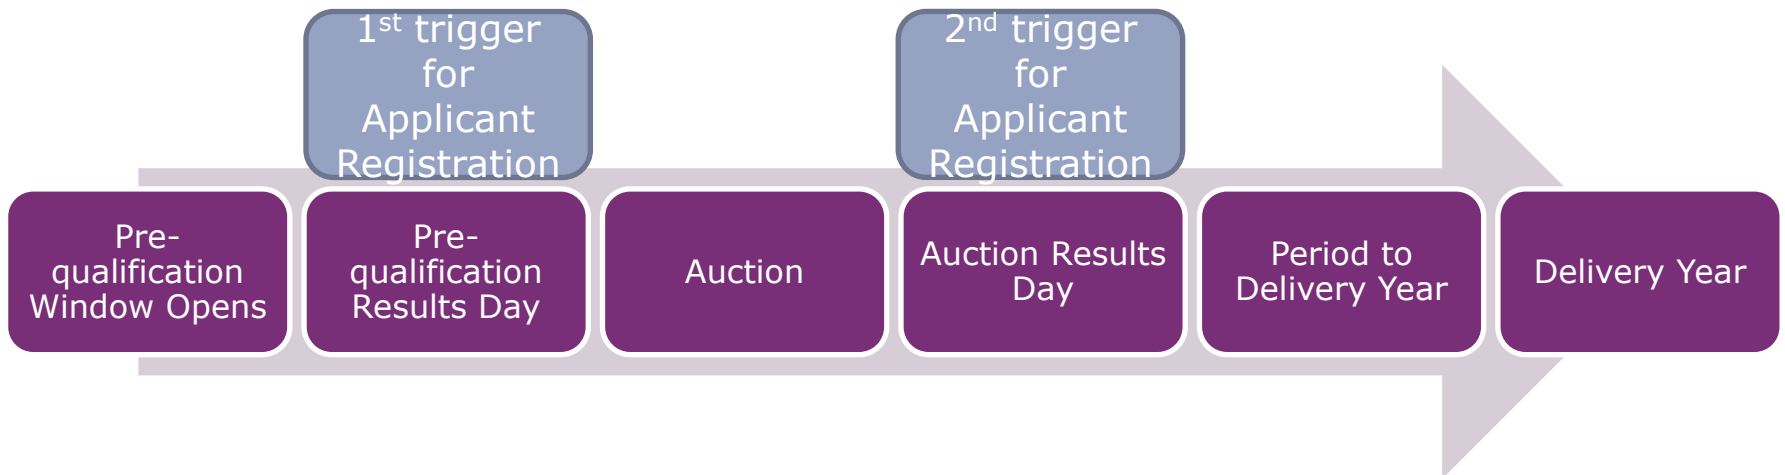 1st trigger
for
Applicant
Registration
2nd trigger
for
Applicant
Registration
Pre-
qualification
Window Opens
Pre-
qualification
Results Day
Auction
Auction Results
Day
Period to
Delivery Year
Delivery Year